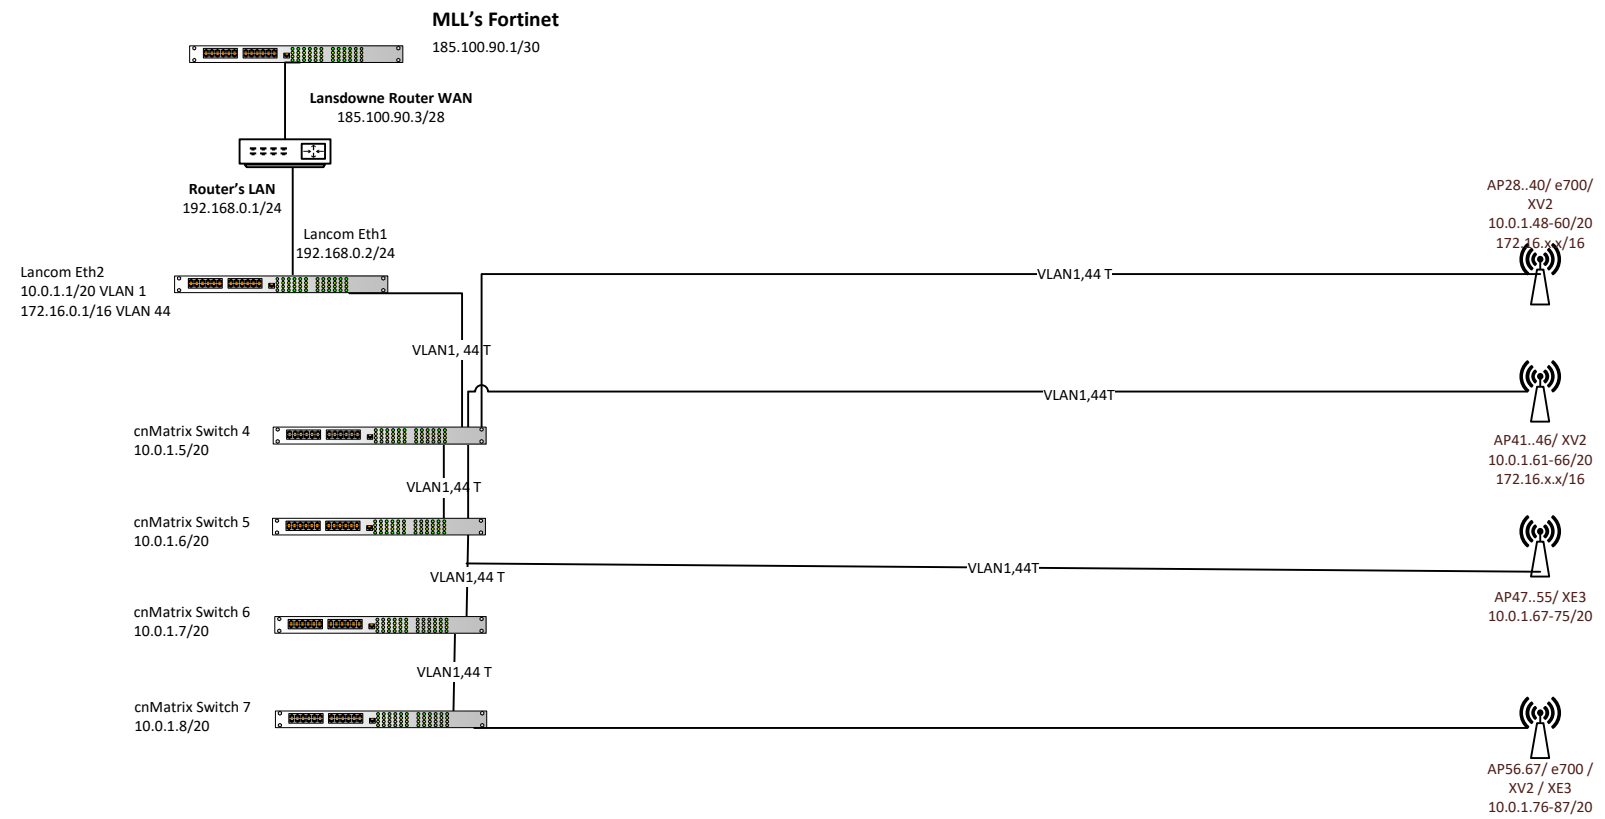 MLL's Fortinet
185.100.90.1/30
Lansdowne Router WAN
185.100.90.3/28
Router's LAN
192.168.0.1/24
Lancom Eth1
192.168.0.2/24
Lancom Eth2
10.0.1.1/20 VLAN 1
172.16.0.1/16 VLAN 44
AP28..40/ e700/
XV2
10.0.1.48-60/20
172.16.x.x/16
VLAN1,44 T
VLAN1, 44 T
VLAN1,44T
cnMatrix Switch 4
10.0.1.5/20
AP41..46/ XV2
10.0.1.61-66/20
172.16.x.x/16
VLAN1,44 T
cnMatrix Switch 5
10.0.1.6/20
VLAN1,44T
VLAN1,44 T
AP47..55/ XE3
10.0.1.67-75/20
cnMatrix Switch 6
10.0.1.7/20
VLAN1,44 T
cnMatrix Switch 7
10.0.1.8/20
AP56.67/ e700 /
XV2 / XE3
10.0.1.76-87/20